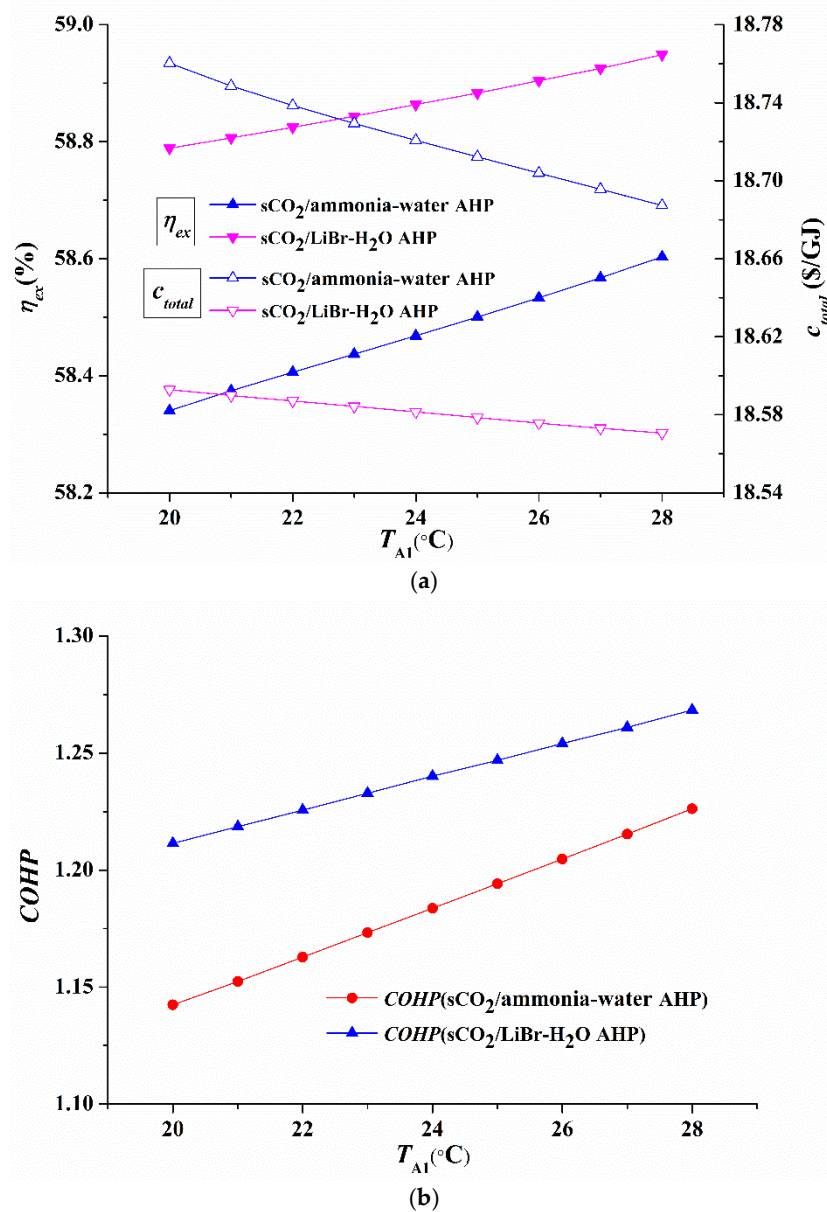 59.0
58.8
58.6
58.4
58.2
η_ex(%)
18.78
18.74
18.70
18.66
18.62
18.58
18.54
c_total($/GJ)
η_ex
sCO₂/ammonia-water AHP
sCO₂/LiBr-H₂O AHP
c_total
sCO₂/ammonia-water AHP
sCO₂/LiBr-H₂O AHP
20 22 24 26 28
T_A1(°C)
(a)
1.30
1.25
1.20
1.15
1.10
COHP
COHP(sCO₂/ammonia-water AHP)
COHP(sCO₂/LiBr-H₂O AHP)
20 22 24 26 28
T_A1(°C)
(b)